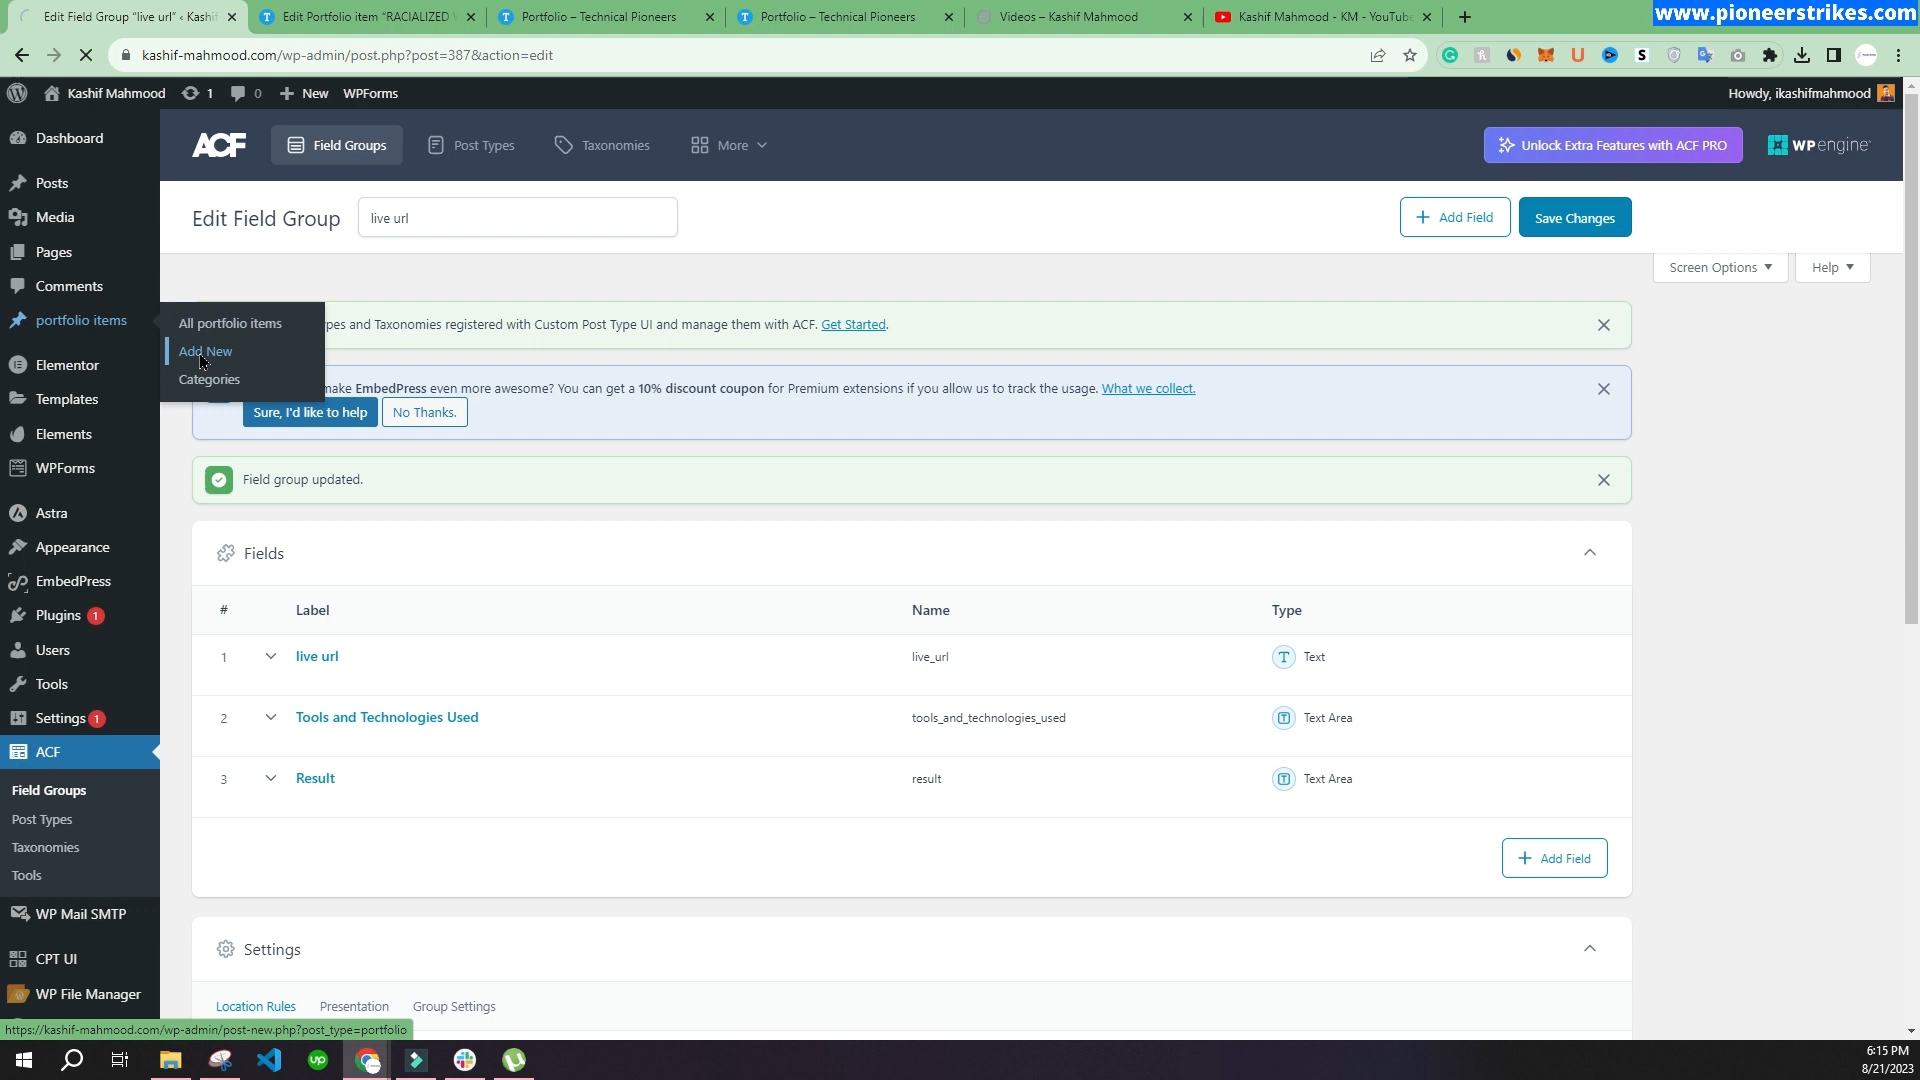 Edit Field Group “live url” ‹ Kashif
Edit Portfolio item “RACIALIZED
Portfolio – Technical Pioneers
Portfolio – Technical Pioneers
Videos – Kashif Mahmood
Kashif Mahmood - KM - YouTube
www.pioneerstrikes.com
kashif-mahmood.com/wp-admin/post.php?post=387&action=edit
Kashif Mahmood
1
0
New
WPForms
Howdy, ikashifmahmood
Dashboard
Posts
Media
Pages
Comments
portfolio items
All portfolio items
Add New
Categories
Elementor
Templates
Elements
WPForms
Astra
Appearance
EmbedPress
Plugins 1
Users
Tools
Settings 1
ACF
Field Groups
Post Types
Taxonomies
Tools
WP Mail SMTP
CPT UI
WP File Manager
ACF
Field Groups
Post Types
Taxonomies
More
Unlock Extra Features with ACF PRO
WP engine
Edit Field Group
live url
Add Field
Save Changes
Screen Options
Help
pes and Taxonomies registered with Custom Post Type UI and manage them with ACF. Get Started.
make EmbedPress even more awesome? You can get a 10% discount coupon for Premium extensions if you allow us to track the usage. What we collect.
Sure, I'd like to help
No Thanks.
Field group updated.
Fields
# Label Name Type
1 live url live_url Text
2 Tools and Technologies Used tools_and_technologies_used Text Area
3 Result result Text Area
Add Field
Settings
Location Rules Presentation Group Settings
https://kashif-mahmood.com/wp-admin/post-new.php?post_type=portfolio
6:15 PM
8/21/2023